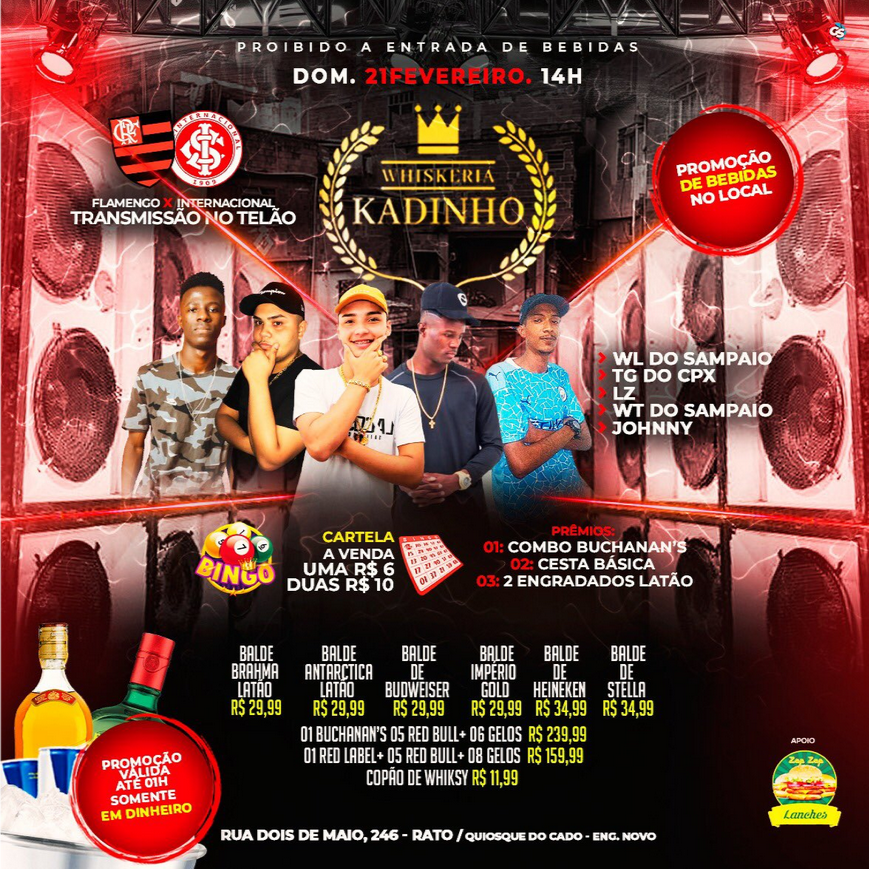 PROIBIDO A ENTRADA DE BEBIDAS
DOM. 21FEVEREIRO. 14H
GS
CRF
INTERNACIONAL
1909
FLAMENGO X INTERNACIONAL
TRANSMISSÃO NO TELÃO
WHISKERIA
KADINHO
PROMOÇÃO
DE BEBIDAS
NO LOCAL
WL DO SAMPAIO
TG DO CPX
LZ
WT DO SAMPAIO
JOHNNY
BINGO
CARTELA
A VENDA
UMA R$ 6
DUAS R$ 10
PRÊMIOS:
01: COMBO BUCHANAN'S
02: CESTA BÁSICA
03: 2 ENGRADADOS LATÃO
BALDE
BRAHMA
LATÃO
R$ 29,99
BALDE
ANTARCTICA
LATÃO
R$ 29,99
BALDE
DE
BUDWEISER
R$ 29,99
BALDE
IMPÉRIO
GOLD
R$ 29,99
BALDE
DE
HEINEKEN
R$ 34,99
BALDE
DE
STELLA
R$ 34,99
01 BUCHANAN'S 05 RED BULL+ 06 GELOS R$ 239,99
01 RED LABEL+ 05 RED BULL+ 08 GELOS R$ 159,99
COPÃO DE WHIKSY R$ 11,99
PROMOÇÃO
VÁLIDA
ATÉ 01H
SOMENTE
EM DINHEIRO
APOIO
Zap Zap
Lanches
RUA DOIS DE MAIO, 246 - RATO / QUIOSQUE DO CADO - ENG. NOVO